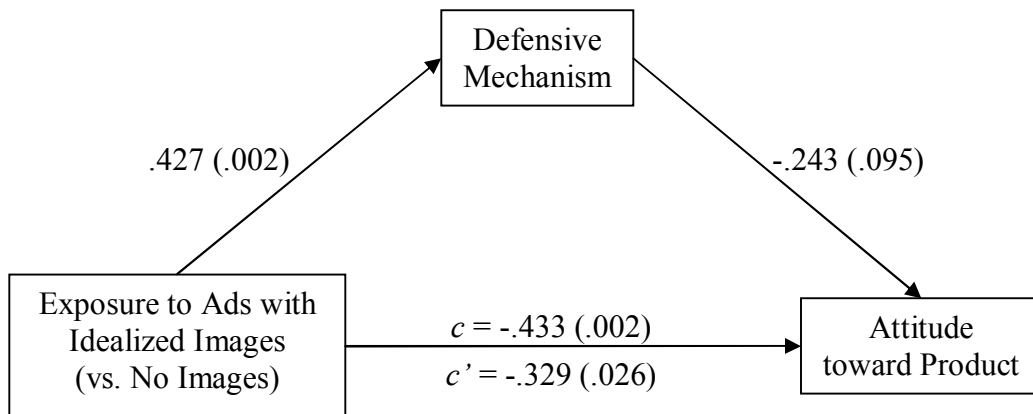 Defensive
Mechanism
.427 (.002)
-.243 (.095)
Exposure to Ads with
Idealized Images
(vs. No Images)
c = -.433 (.002)
c’ = -.329 (.026)
Attitude
toward Product